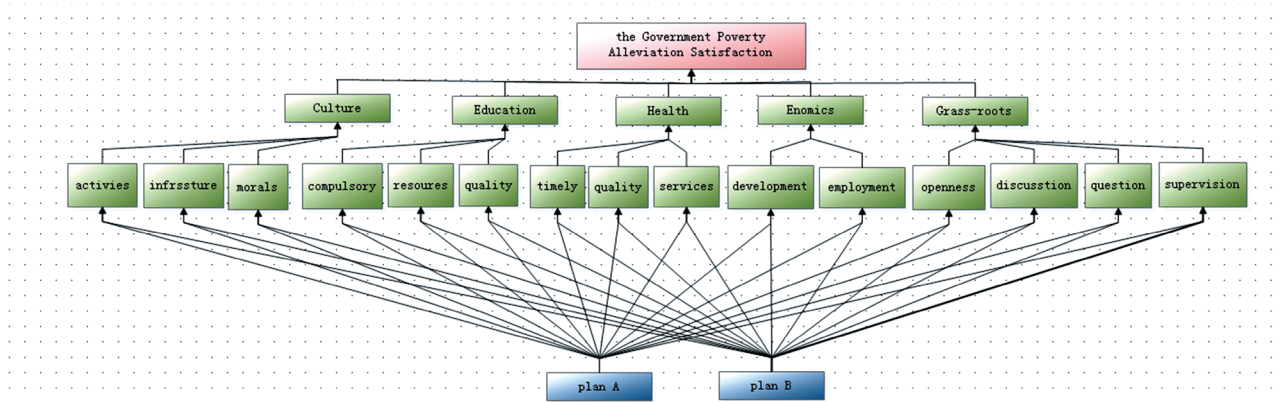 the Government Poverty
Alleviation Satisfaction
Culture
Education
Health
Enomics
Grass-roots
activies
infrssture
morals
compulsory
resoures
quality
timely
quality
services
development
employment
openness
discusstion
question
supervision
plan A
plan B